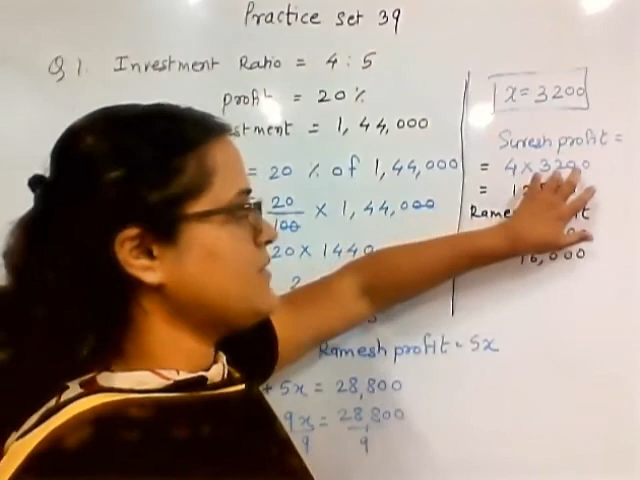 Practice set 39
Q 1. Investment Ratio = 4 : 5
profit = 20%
= 1,44,000
= 20 % of 1,44,000
20/100 × 1,44,000
20 × 1440
2
Ramesh profit = 5x
+ 5x = 28,800
9x/9 = 28,800/9
x = 3200
Suresh profit =
= 4 × 3200
=
16,000